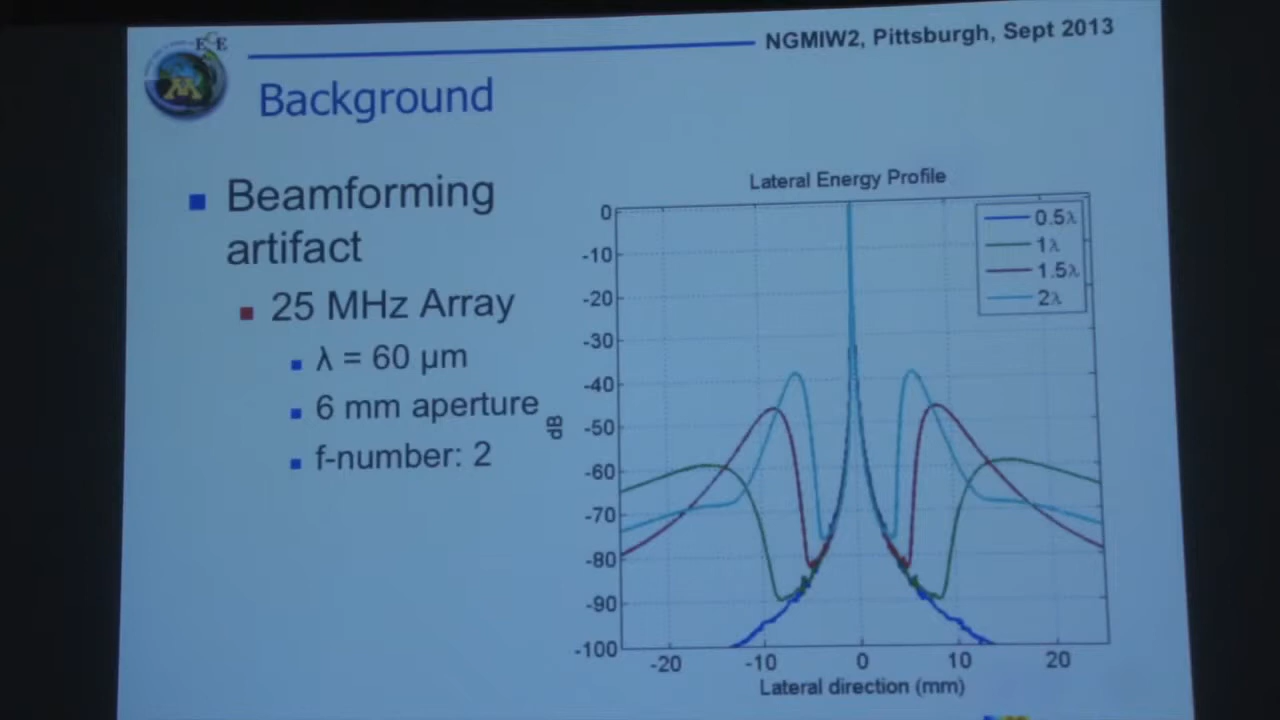 ECE
NGMIW2, Pittsburgh, Sept 2013
Background
Beamforming
artifact
25 MHz Array
λ = 60 µm
6 mm aperture
f-number: 2
Lateral Energy Profile
0
-10
-20
-30
-40
-50
-60
-70
-80
-90
-100
dB
0.5λ
1λ
1.5λ
2λ
-20
-10
0
10
20
Lateral direction (mm)